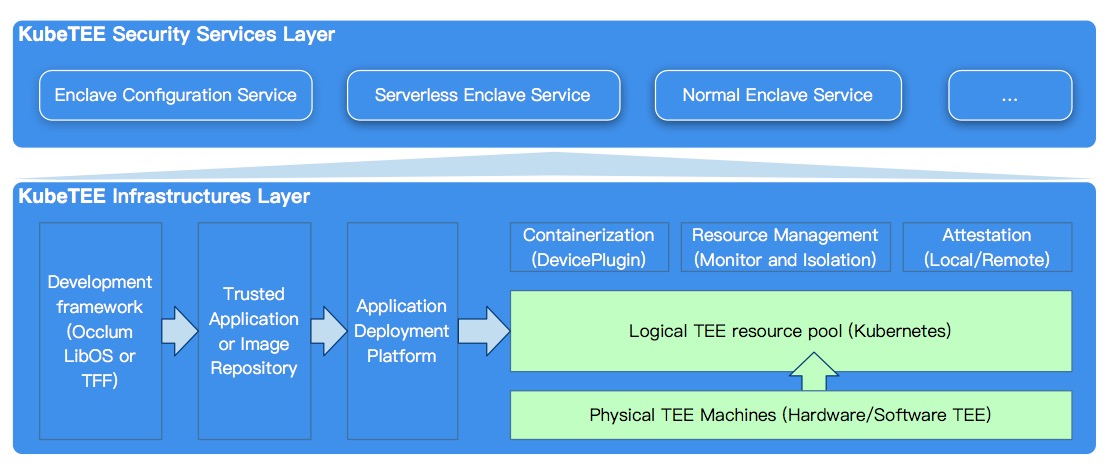 KubeTEE Security Services Layer
Enclave Configuration Service
Serverless Enclave Service
Normal Enclave Service
...
KubeTEE Infrastructures Layer
Development
framework
(Occlum
LibOS or
TFF)
Trusted
Application
or Image
Repository
Application
Deployment
Platform
Containerization
(DevicePlugin)
Resource Management
(Monitor and Isolation)
Attestation
(Local/Remote)
Logical TEE resource pool (Kubernetes)
Physical TEE Machines (Hardware/Software TEE)